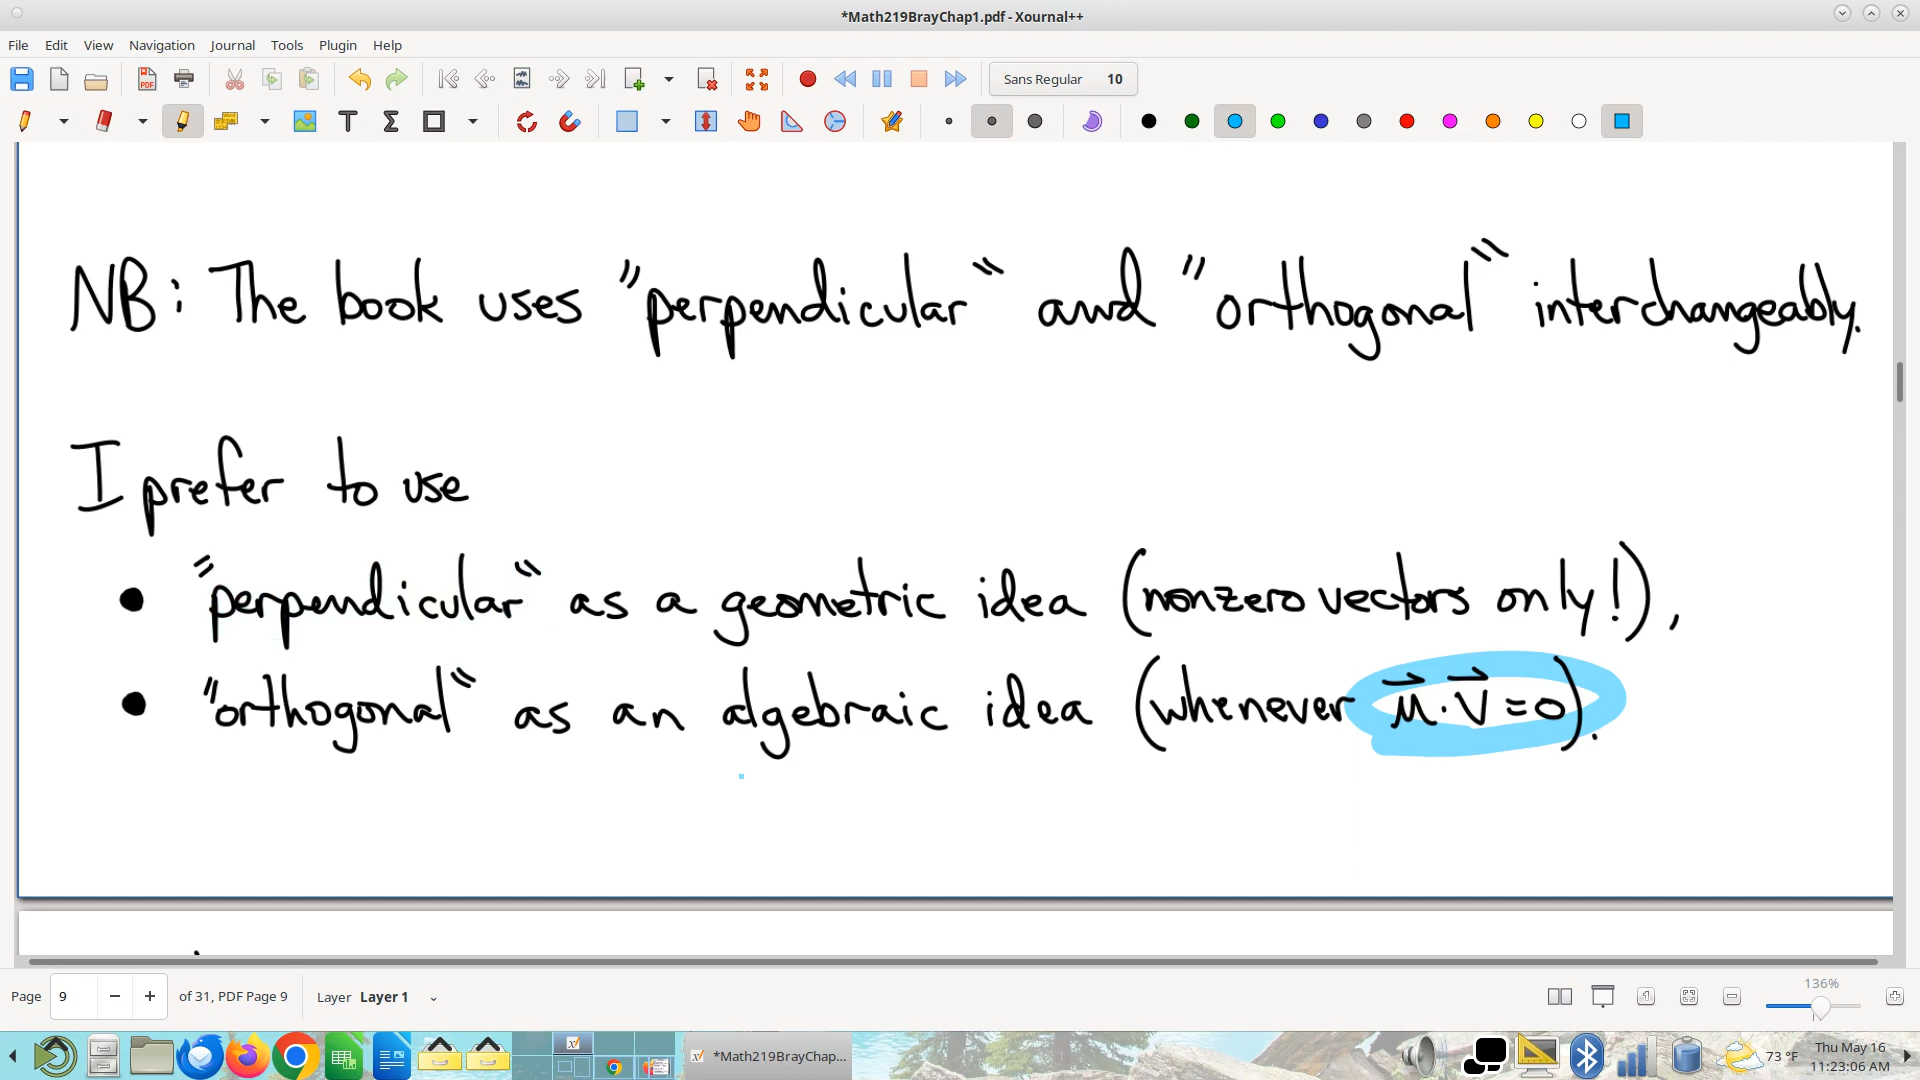 *Math219BrayChap1.pdf - Xournal++
File Edit View Navigation Journal Tools Plugin Help
Sans Regular 10
NB: The book uses "perpendicular" and "orthogonal" interchangeably.
I prefer to use
• "perpendicular" as a geometric idea (nonzero vectors only!),
• "orthogonal" as an algebraic idea (whenever u⃗·v⃗=0).
Page 9 of 31, PDF Page 9 Layer Layer 1
136%
*Math219BrayChap...
73 °F
Thu May 16
11:23:06 AM